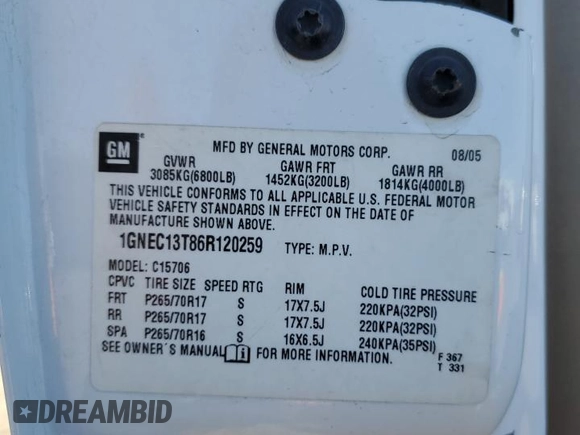 GM
MFD BY GENERAL MOTORS CORP. 08/05
GVWR GAWR FRT GAWR RR
3085KG(6800LB) 1452KG(3200LB) 1814KG(4000LB)
THIS VEHICLE CONFORMS TO ALL APPLICABLE U.S. FEDERAL MOTOR
VEHICLE SAFETY STANDARDS IN EFFECT ON THE DATE OF
MANUFACTURE SHOWN ABOVE.
1GNEC13T86R120259 TYPE: M.P.V.
MODEL: C15706
CPVC TIRE SIZE SPEED RTG RIM COLD TIRE PRESSURE
FRT P265/70R17 S 17X7.5J 220KPA(32PSI)
RR P265/70R17 S 17X7.5J 220KPA(32PSI)
SPA P265/70R16 S 16X6.5J 240KPA(35PSI)
SEE OWNER´S MANUAL i FOR MORE INFORMATION.
F 367
T 331
DREAMBID